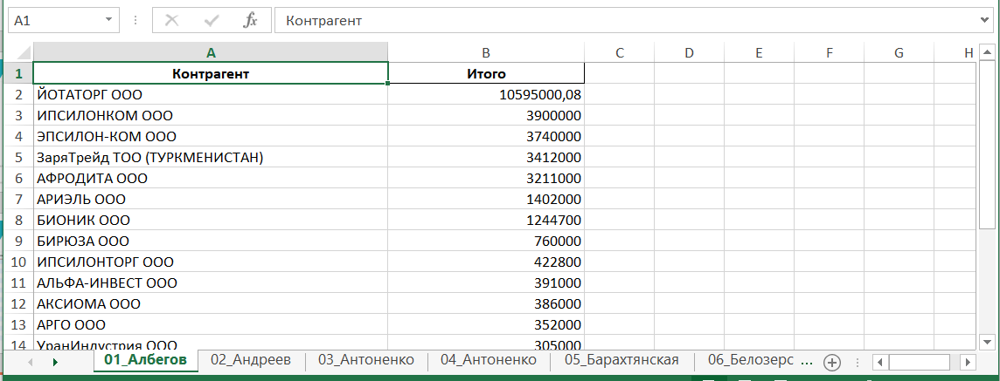 A1 fx Контрагент
A B C D E F G H
1 Контрагент Итого
2 ЙОТАТОРГ ООО 10595000,08
3 ИПСИЛОНКОМ ООО 3900000
4 ЭПСИЛОН-КОМ ООО 3740000
5 ЗаряТрейд ТОО (ТУРКМЕНИСТАН) 3412000
6 АФРОДИТА ООО 3211000
7 АРИЭЛЬ ООО 1402000
8 БИОНИК ООО 1244700
9 БИРЮЗА ООО 760000
10 ИПСИЛОНТОРГ ООО 422800
11 АЛЬФА-ИНВЕСТ ООО 391000
12 АКСИОМА ООО 386000
13 АРГО ООО 352000
14 УранИндустрия ООО 305000
01_Албегов 02_Андреев 03_Антоненко 04_Антоненко 05_Барахтянская 06_Белозерс ...